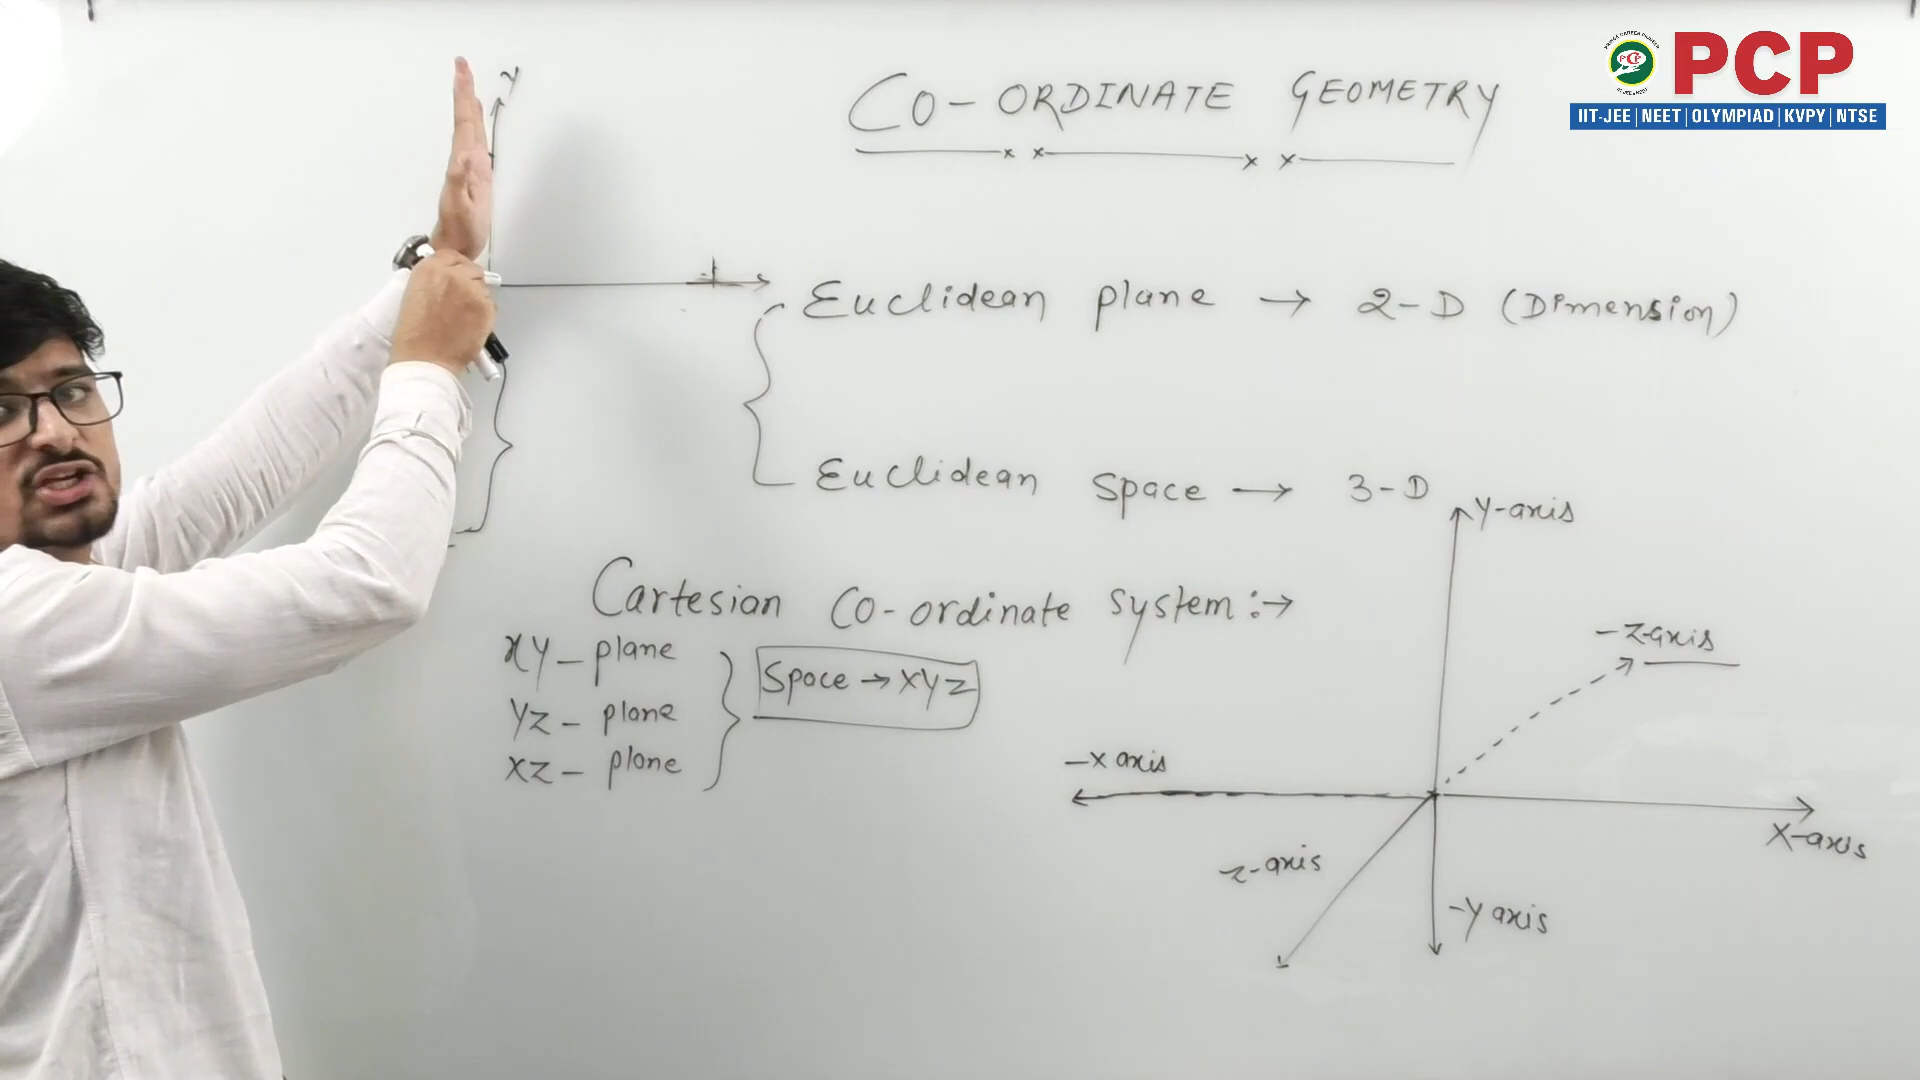 PCP
IIT-JEE | NEET | OLYMPIAD | KVPY | NTSE
Y
CO-ORDINATE GEOMETRY
Euclidean plane → 2-D (Dimension)
Euclidean Space → 3-D
Y-axis
Cartesian Co-ordinate system:→
-Z-axis
XY - plane
YZ - plane
XZ - plane
Space → XYZ
-X axis
X-axis
Z-axis
-Y axis